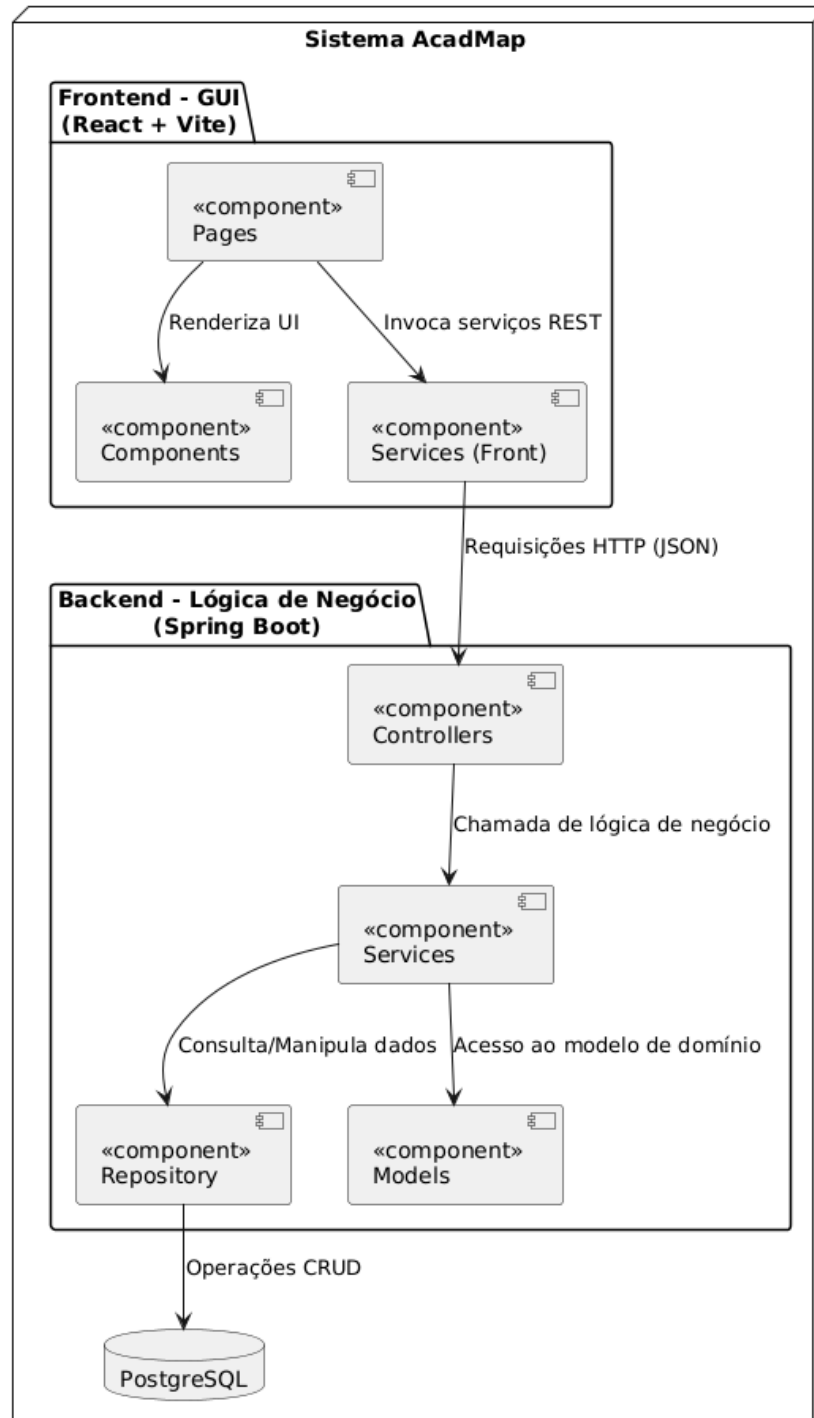 Sistema AcadMap
Frontend - GUI
(React + Vite)
«component»
Pages
Renderiza UI
Invoca serviços REST
«component»
Components
«component»
Services (Front)
Requisições HTTP (JSON)
Backend - Lógica de Negócio
(Spring Boot)
«component»
Controllers
Chamada de lógica de negócio
«component»
Services
Consulta/Manipula dados
Acesso ao modelo de domínio
«component»
Repository
«component»
Models
Operações CRUD
PostgreSQL